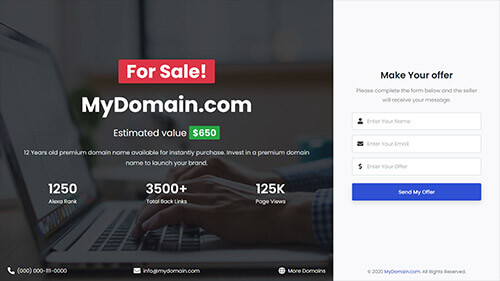 For Sale!
MyDomain.com
Estimated value $650
12 Years old premium domain name available for instantly purchase. Invest in a premium domain
name to launch your brand.
1250
Alexa Rank
3500+
Total Back Links
125K
Page Views
(000) 000-111-0000
info@mydomain.com
More Domains
Make Your offer
Please complete the form below and the seller
will receive your message.
Enter Your Name
Enter Your Email
Enter Your Offer
Send My Offer
© 2020 MyDomain.com. All Rights Reserved.